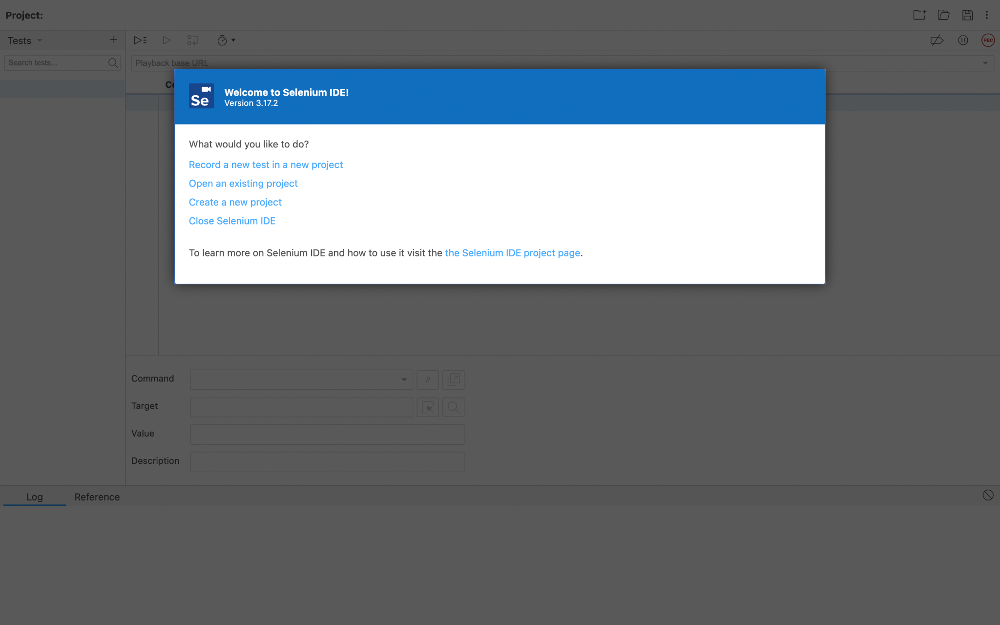 Project:
Tests
Search tests...
Playback base URL
REC
Se
Welcome to Selenium IDE!
Version 3.17.2
What would you like to do?
Record a new test in a new project
Open an existing project
Create a new project
Close Selenium IDE
To learn more on Selenium IDE and how to use it visit the the Selenium IDE project page.
Command
//
Target
Value
Description
Log
Reference